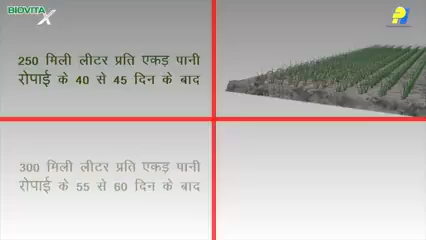 BIOVITA
X
250 मिली लीटर प्रति एकड़ पानी
रोपाई के 40 से 45 दिन के बाद
300 मिली लीटर प्रति एकड़ पानी
रोपाई के 55 से 60 दिन के बाद